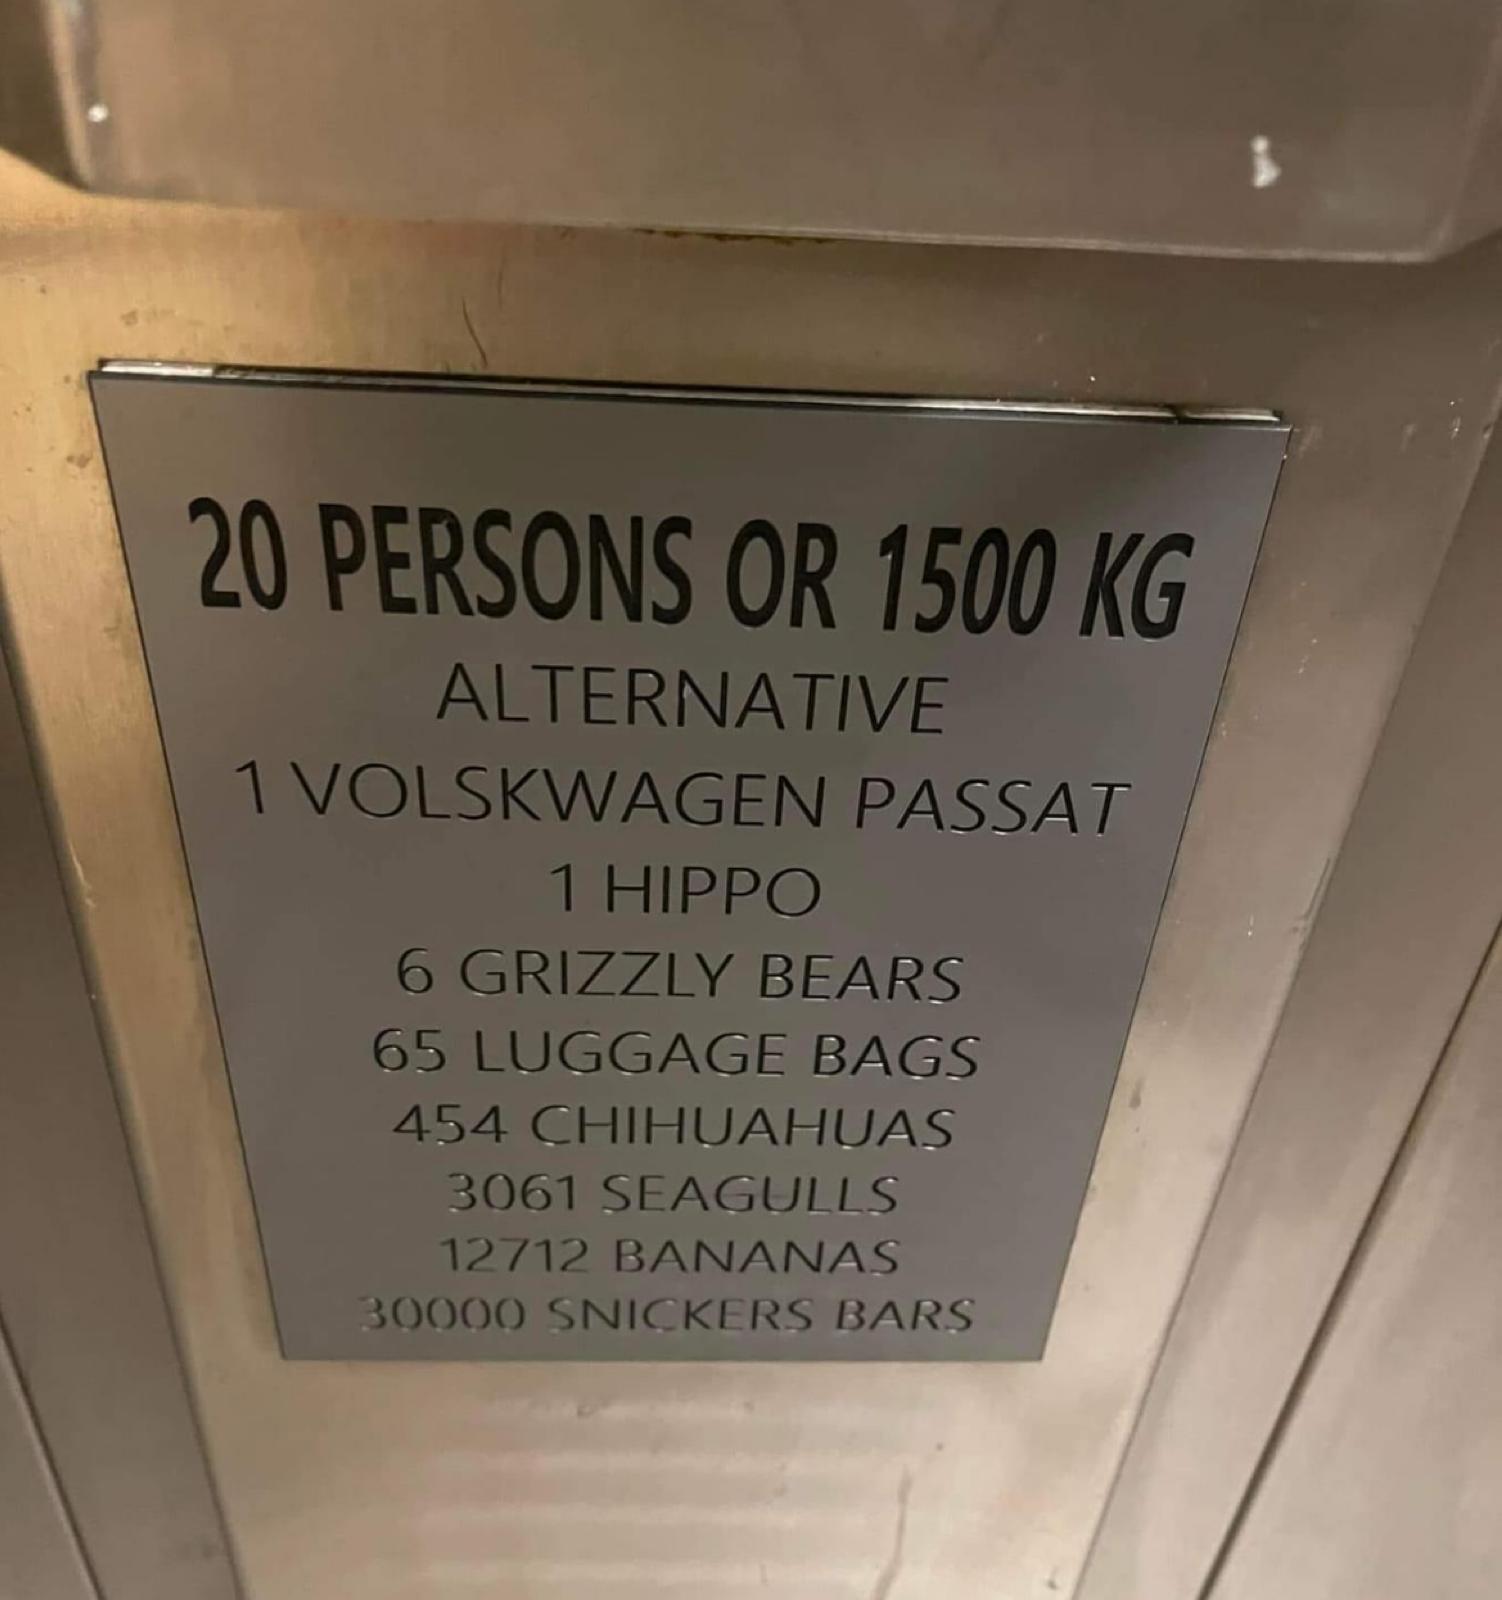 20 PERSONS OR 1500 KG
ALTERNATIVE
1 VOLSKWAGEN PASSAT
1 HIPPO
6 GRIZZLY BEARS
65 LUGGAGE BAGS
454 CHIHUAHUAS
3061 SEAGULLS
12712 BANANAS
30000 SNICKERS BARS